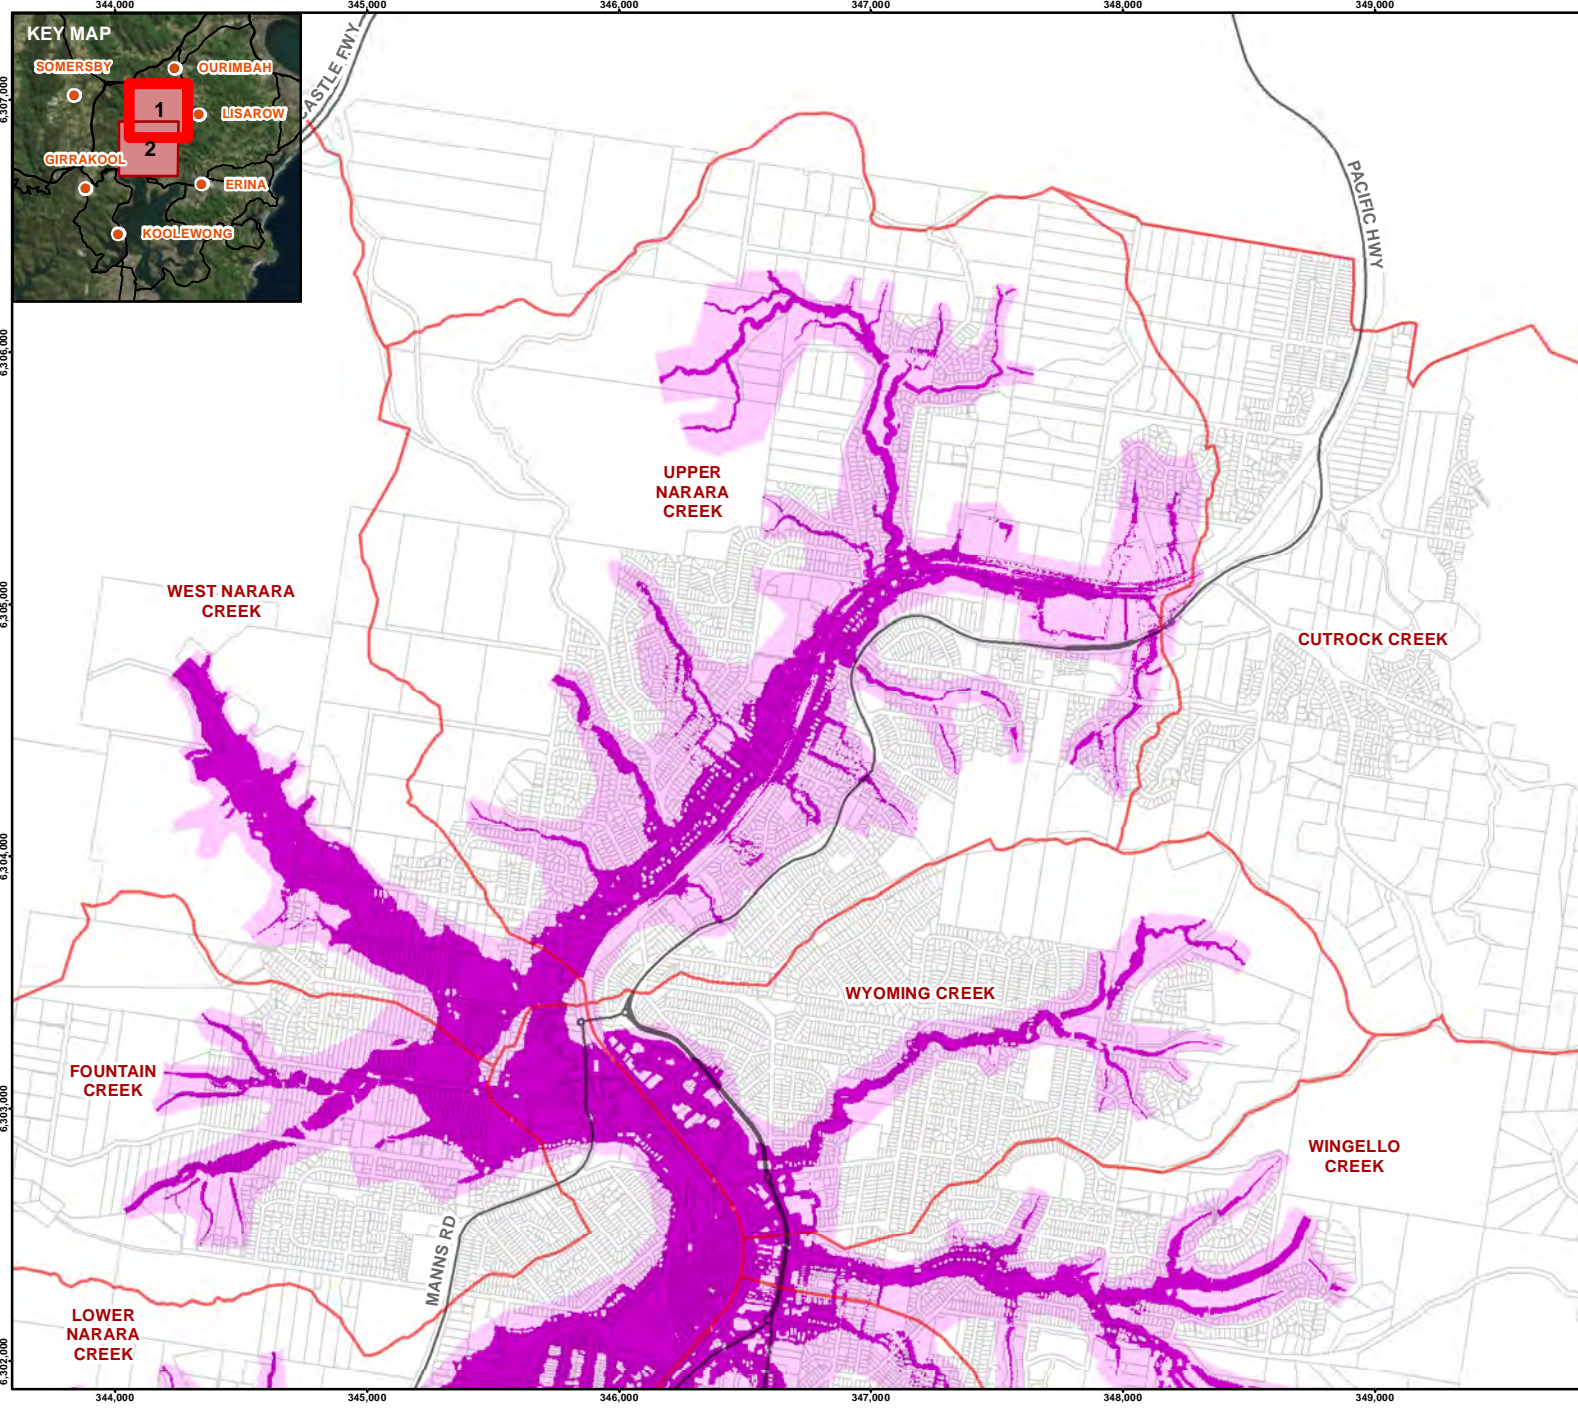 344,000
345,000
346,000
347,000
348,000
349,000
KEY MAP
SOMERSBY
OURIMBAH
1
LISAROW
2
GIRRAKOOL
ERINA
KOOLEWONG
CASTLE FWY
PACIFIC HWY
6,307,000
6,306,000
6,305,000
6,304,000
6,303,000
6,302,000
UPPER
NARARA
CREEK
WEST NARARA
CREEK
CUTROCK CREEK
WYOMING CREEK
FOUNTAIN
CREEK
WINGELLO
CREEK
MANNS RD
LOWER
NARARA
CREEK
344,000
345,000
346,000
347,000
348,000
349,000